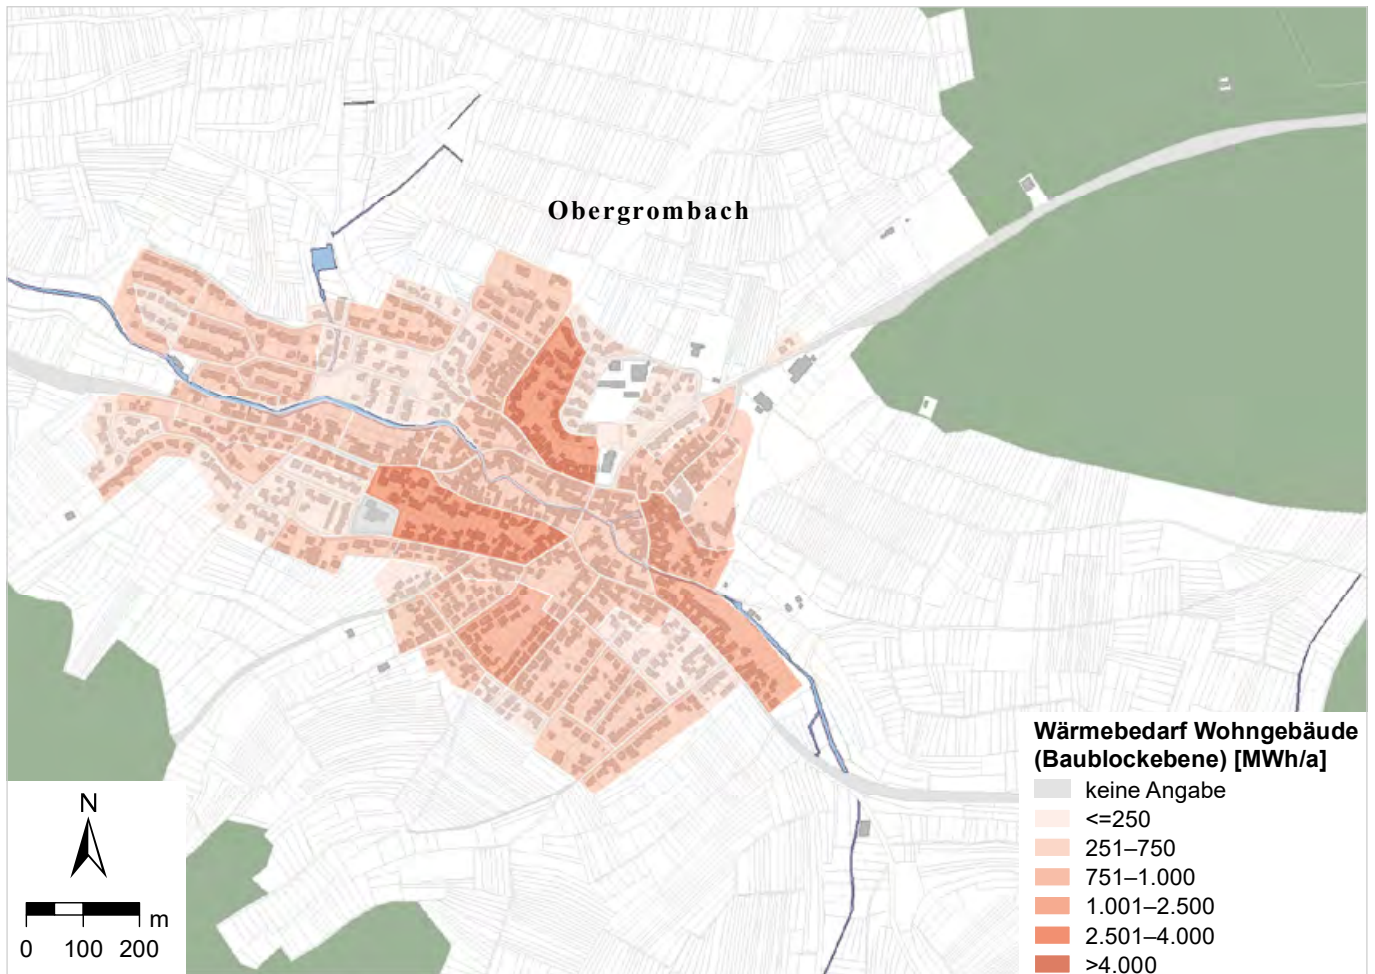 Obergrombach
Wärmebedarf Wohngebäude
(Baublockebene) [MWh/a]
keine Angabe
<=250
251–750
751–1.000
1.001–2.500
2.501–4.000
>4.000
N
m
0 100 200